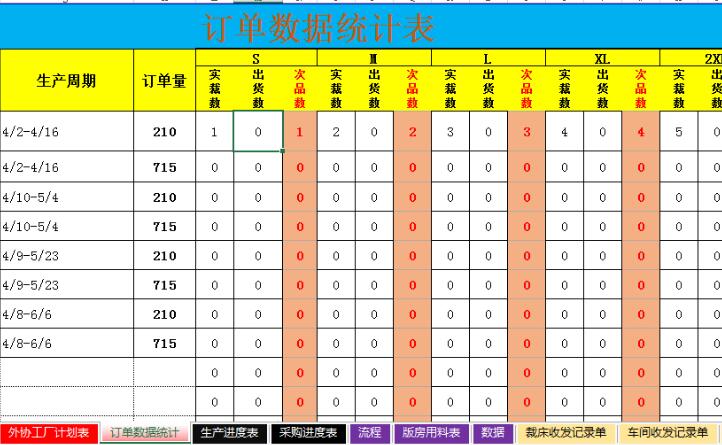 订单数据统计表
生产周期 订单量 S M L XL 2X
实裁数 出货数 次品数 实裁数 出货数 次品数 实裁数 出货数 次品数 实裁数 出货数 次品数 实裁数 出货数
4/2-4/16 210 1 0 1 2 0 2 3 0 3 4 0 4 5 0
4/2-4/16 715 0 0 0 0 0 0 0 0 0 0 0 0 0 0
4/10-5/4 210 0 0 0 0 0 0 0 0 0 0 0 0 0 0
4/10-5/4 715 0 0 0 0 0 0 0 0 0 0 0 0 0 0
4/9-5/23 210 0 0 0 0 0 0 0 0 0 0 0 0 0 0
4/9-5/23 715 0 0 0 0 0 0 0 0 0 0 0 0 0 0
4/8-6/6 210 0 0 0 0 0 0 0 0 0 0 0 0 0 0
4/8-6/6 715 0 0 0 0 0 0 0 0 0 0 0 0 0 0
0 0 0 0 0 0 0 0 0 0 0 0 0 0
0 0 0 0 0 0 0 0 0 0 0 0 0 0
外协工厂计划表 订单数据统计 生产进度表 采购进度表 流程 版房用料表 数据 裁床收发记录单 车间收发记录单